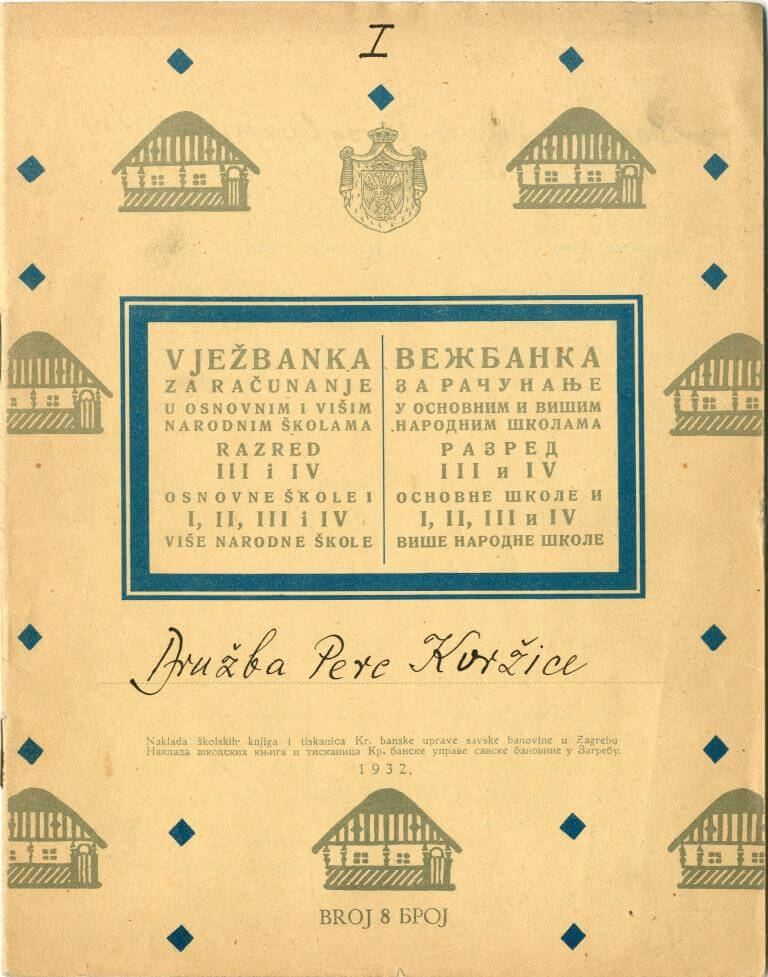 I
VJEŽBANKA
ZA RAČUNANJE
U OSNOVNIM I VIŠIM
NARODNIM ŠKOLAMA
RAZRED
III i IV
OSNOVNE ŠKOLE I
I, II, III i IV
VIŠE NARODNE ŠKOLE
ВЕЖБАНКА
ЗА РАЧУНАЊЕ
У ОСНОВНИМ И ВИШИМ
НАРОДНИМ ШКОЛАМА
РАЗРЕД
III и IV
ОСНОВНЕ ШКОЛЕ И
I, II, III и IV
ВИШЕ НАРОДНЕ ШКОЛЕ
Družba Pere Kvržice
Naklada školskih knjiga i tiskanica Kr. banske uprave savske banovine u Zagrebu
Наклада школских књига и тисканица Кр. банске управе савске бановине у Загребу.
1932.
BROJ 8 БРОЈ